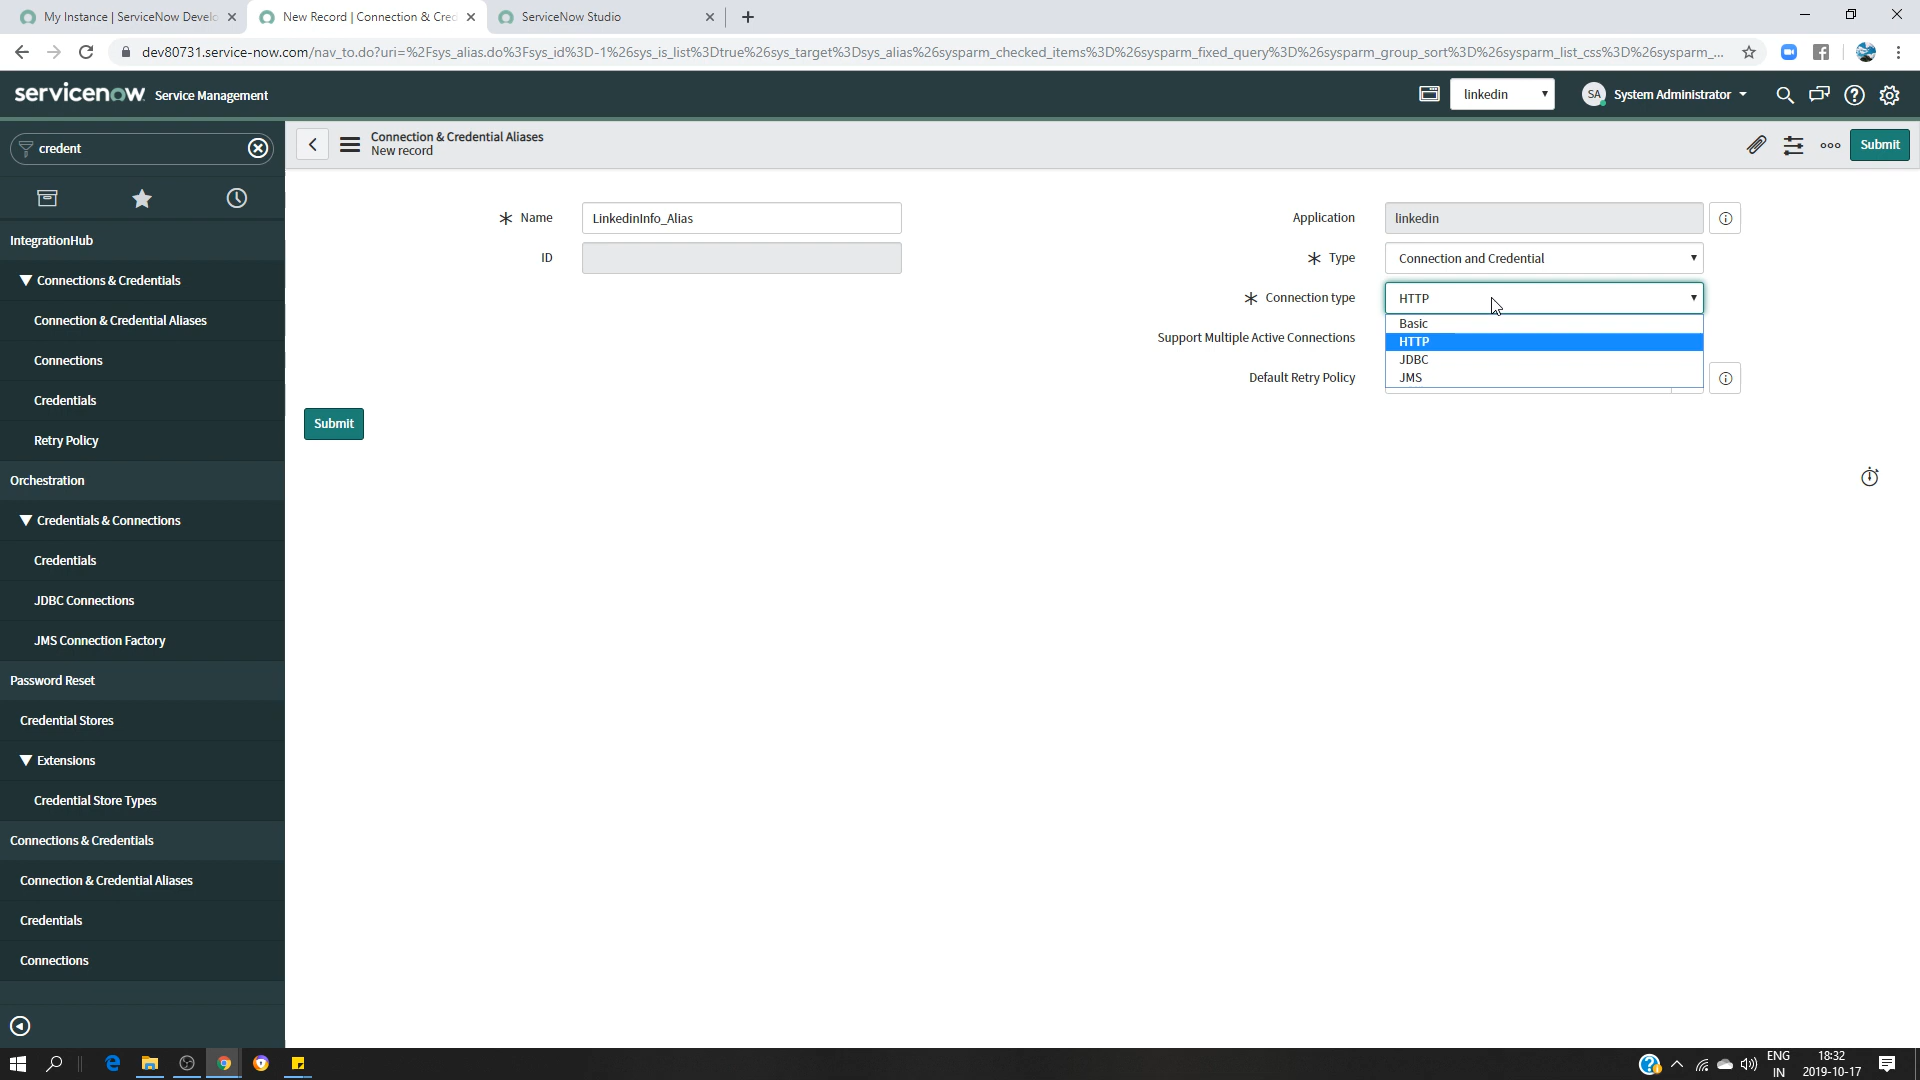 My Instance | ServiceNow Develo
New Record | Connection & Cred
ServiceNow Studio
dev80731.service-now.com/nav_to.do?uri=%2Fsys_alias.do%3Fsys_id%3D-1%26sys_is_list%3Dtrue%26sys_target%3Dsys_alias%26sysparm_checked_items%3D%26sysparm_fixed_query%3D%26sysparm_group_sort%3D%26sysparm_list_css%3D%26sysparm_...
servicenow Service Management
linkedin
SA System Administrator
credent
Connection & Credential Aliases
New record
Submit
IntegrationHub
Connections & Credentials
Connection & Credential Aliases
Connections
Credentials
Retry Policy
Orchestration
Credentials & Connections
Credentials
JDBC Connections
JMS Connection Factory
Password Reset
Credential Stores
Extensions
Credential Store Types
Connections & Credentials
Connection & Credential Aliases
Credentials
Connections
Name LinkedinInfo_Alias
ID
Application linkedin
Type Connection and Credential
Connection type HTTP
Basic
HTTP
JDBC
JMS
Support Multiple Active Connections
Default Retry Policy
Submit
ENG
IN
18:32
2019-10-17